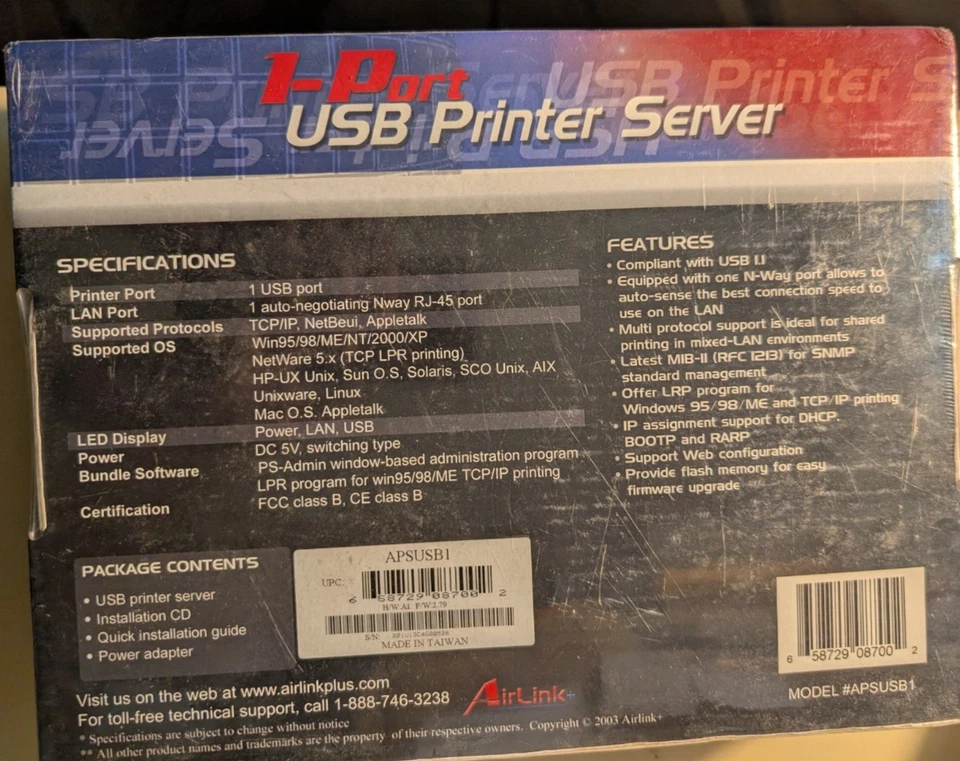 1-Port
USB Printer Server
SPECIFICATIONS
Printer Port 1 USB port
LAN Port 1 auto-negotiating Nway RJ-45 port
Supported Protocols TCP/IP, NetBeui, Appletalk
Supported OS Win95/98/ME/NT/2000/XP
NetWare 5.x (TCP LPR printing)
HP-UX Unix, Sun O.S, Solaris, SCO Unix, AIX
Unixware, Linux
Mac O.S. Appletalk
LED Display Power, LAN, USB
Power DC 5V, switching type
Bundle Software PS-Admin window-based administration program
LPR program for win95/98/ME TCP/IP printing
Certification FCC class B, CE class B
FEATURES
• Compliant with USB 1.1
• Equipped with one N-Way port allows to
auto-sense the best connection speed to
use on the LAN
• Multi protocol support is ideal for shared
printing in mixed-LAN environments
• Latest MIB-II (RFC 1213) for SNMP
standard management
• Offer LRP program for
Windows 95/98/ME and TCP/IP printing
• IP assignment support for DHCP,
BOOTP and RARP
• Support Web configuration
• Provide flash memory for easy
firmware upgrade
PACKAGE CONTENTS
• USB printer server
• Installation CD
• Quick installation guide
• Power adapter
APSUSB1
UPC:
6 58729 08700 2
H/W:A1 F/W:2.79
S/N:
MADE IN TAIWAN
6 58729 08700 2
MODEL #APSUSB1
Visit us on the web at www.airlinkplus.com
For toll-free technical support, call 1-888-746-3238
AirLink+
* Specifications are subject to change without notice
** All other product names and trademarks are the property of their respective owners. Copyright © 2003 Airlink+